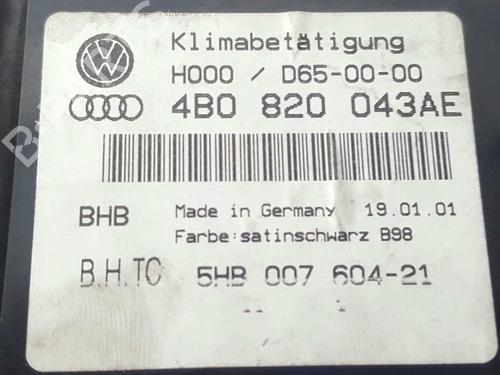 Klimabetätigung
H000 / D65-00-00
4B0 820 043AE
BHB
Made in Germany 19.01.01
Farbe:satinschwarz B98
B.H.TC 5HB 007 604-21